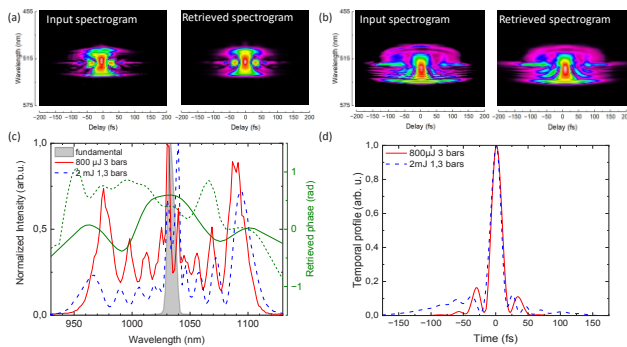 (a)
Input spectrogram
Retrieved spectrogram
(b)
Input spectrogram
Retrieved spectrogram
Wavelength (nm)
455
515
575
455
515
575
−200 −150 −100 −50 0 50 100 150 200
−200 −150 −100 −50 0 50 100 150 200
−200 −150 −100 −50 0 50 100 150 200
−200 −150 −100 −50 0 50 100 150 200
Delay (fs)
Delay (fs)
Delay (fs)
Delay (fs)
(c)
fundamental
800 µJ 3 bars
2 mJ 1,3 bars
Normalized Intensity (arb.u.)
1,0
0,5
0,0
950 1000 1050 1100
Wavelength (nm)
Retrieved phase (rad)
1
0
-1
(d)
800µJ 3 bars
2mJ 1,3 bars
Temporal profile (arb. u.)
1,0
0,8
0,6
0,4
0,2
0,0
-150 -100 -50 0 50 100 150
Time (fs)